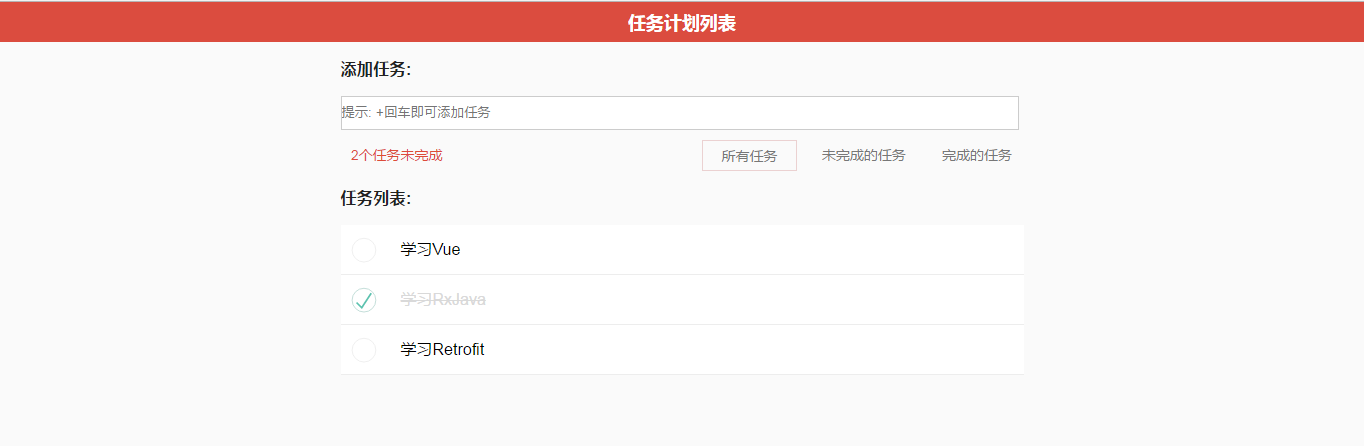 任务计划列表
添加任务:
提示: +回车即可添加任务
2个任务未完成 所有任务 未完成的任务 完成的任务
任务列表:
学习Vue
学习RxJava
学习Retrofit